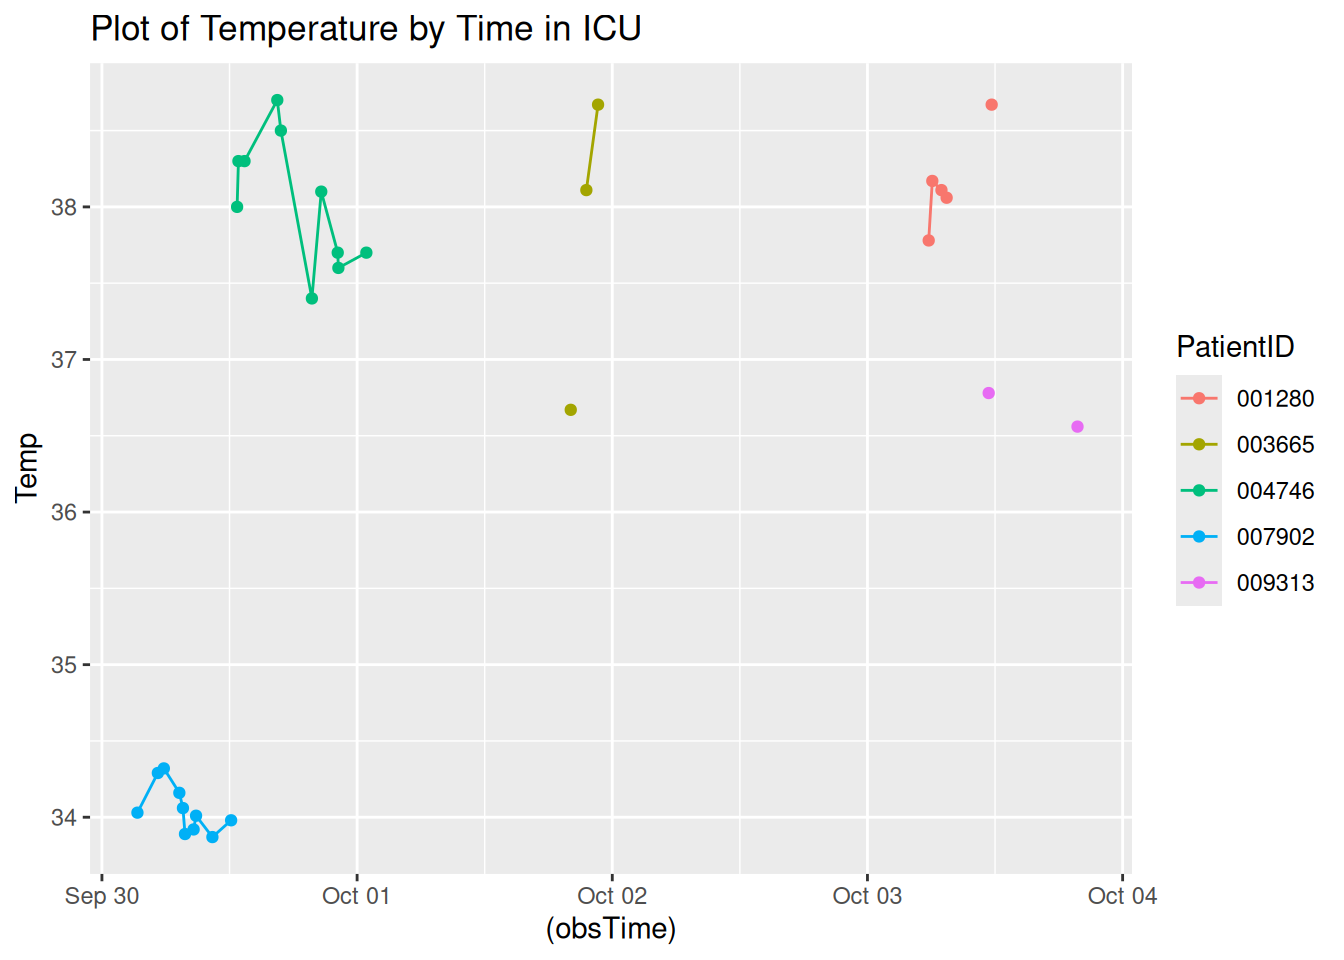 Plot of Temperature by Time in ICU
Temp
38
37
36
35
34
Sep 30 Oct 01 Oct 02 Oct 03 Oct 04
(obsTime)
PatientID
001280
003665
004746
007902
009313